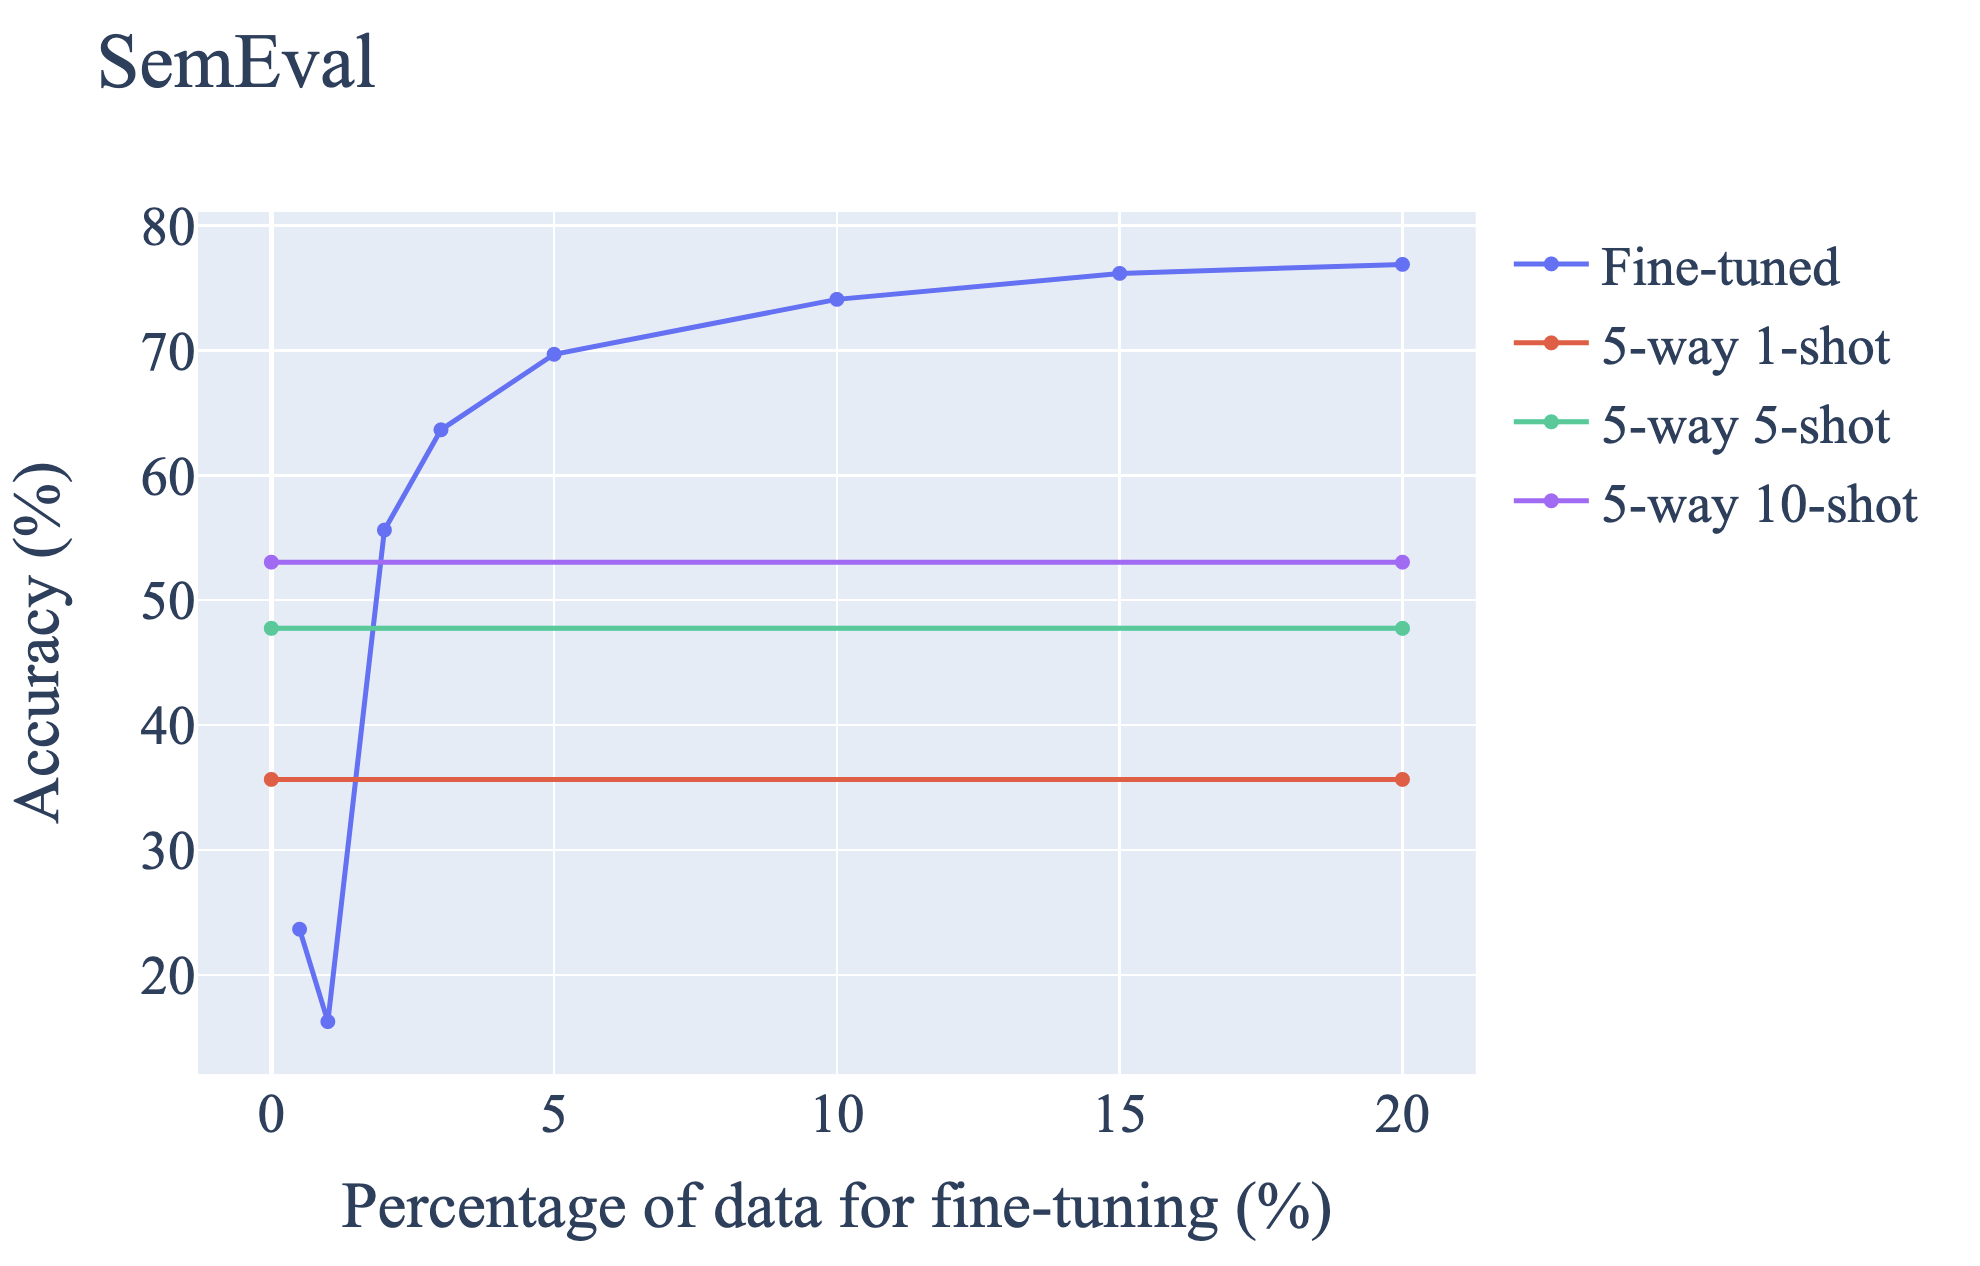 SemEval
80
70
60
50
40
30
20
Accuracy (%)
0 5 10 15 20
Percentage of data for fine-tuning (%)
Fine-tuned
5-way 1-shot
5-way 5-shot
5-way 10-shot